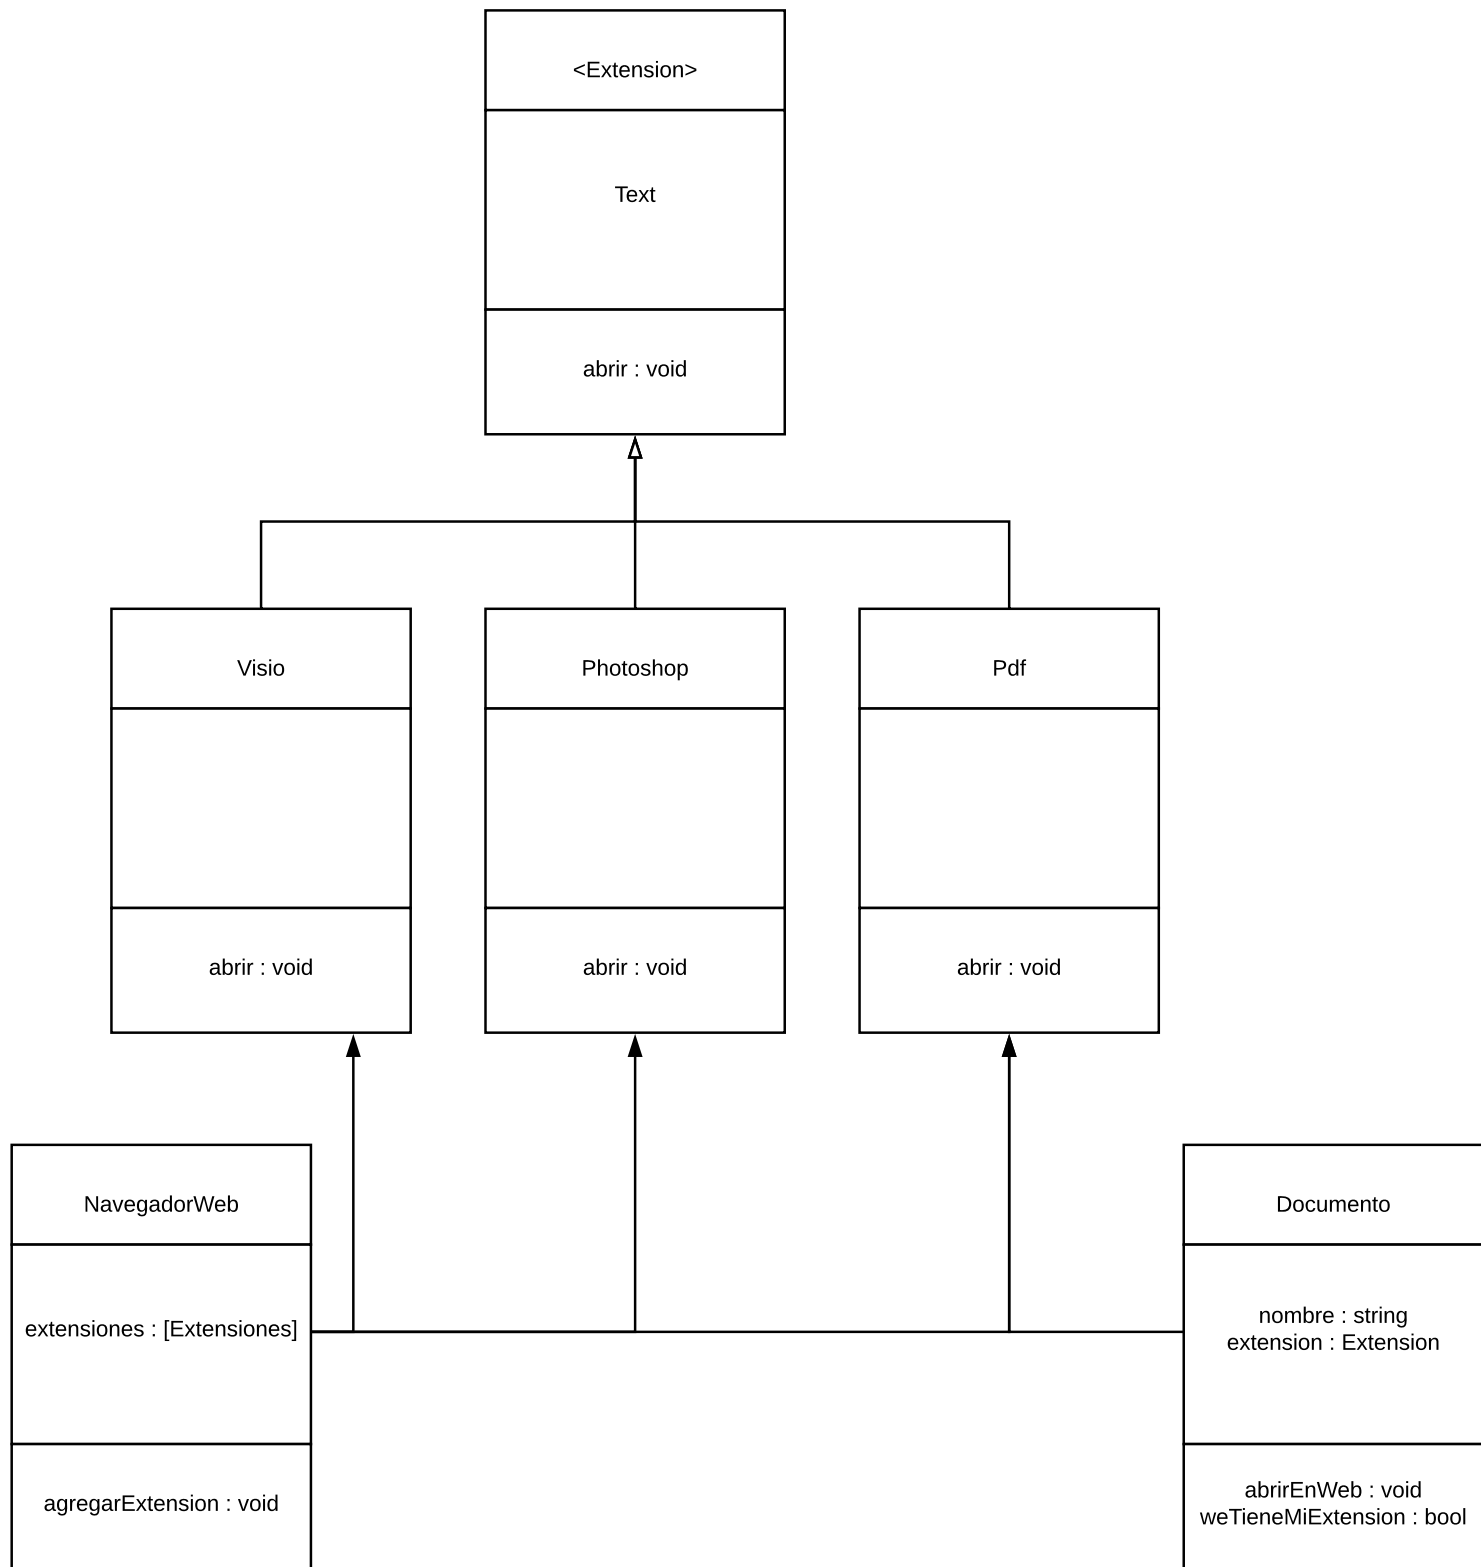 <Extension>
Text
abrir : void
Visio
Photoshop
Pdf
abrir : void
abrir : void
abrir : void
NavegadorWeb
Documento
extensiones : [Extensiones]
nombre : string
extension : Extension
agregarExtension : void
abrirEnWeb : void
weTieneMiExtension : bool